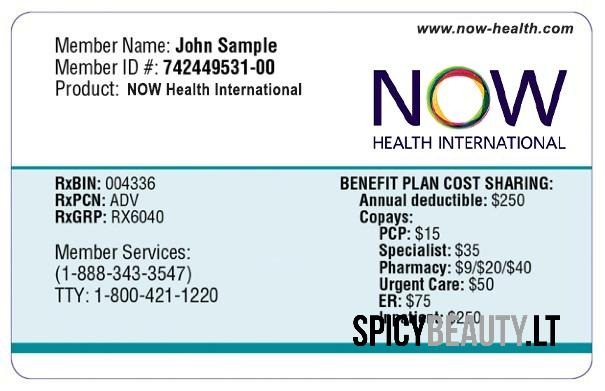 www.now-health.com
Member Name: John Sample
Member ID #: 742449531-00
Product: NOW Health International
NOW
HEALTH INTERNATIONAL
RxBIN: 004336
RxPCN: ADV
RxGRP: RX6040
Member Services:
(1-888-343-3547)
TTY: 1-800-421-1220
BENEFIT PLAN COST SHARING:
Annual deductible: $250
Copays:
PCP: $15
Specialist: $35
Pharmacy: $9/$20/$40
Urgent Care: $50
ER: $75
Inpatient: $250
SPICYBEAUTY.LT